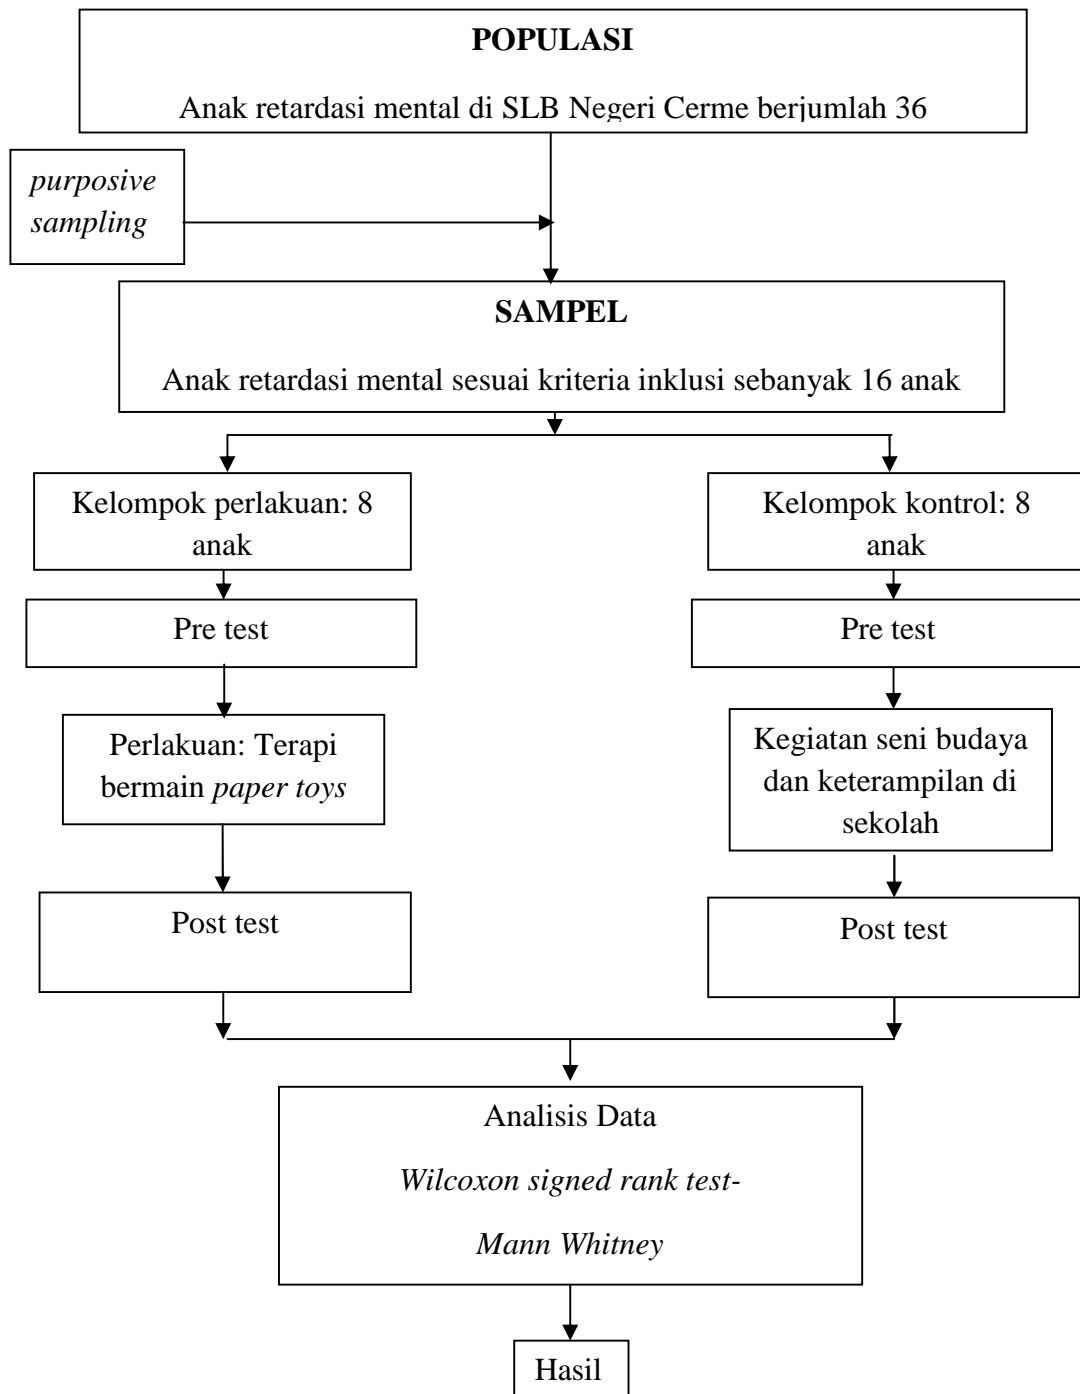 POPULASI
Anak retardasi mental di SLB Negeri Cerme berjumlah 36
purposive
sampling
SAMPEL
Anak retardasi mental sesuai kriteria inklusi sebanyak 16 anak
Kelompok perlakuan: 8
anak
Kelompok kontrol: 8
anak
Pre test
Pre test
Perlakuan: Terapi
bermain paper toys
Kegiatan seni budaya
dan keterampilan di
sekolah
Post test
Post test
Analisis Data
Wilcoxon signed rank test-
Mann Whitney
Hasil